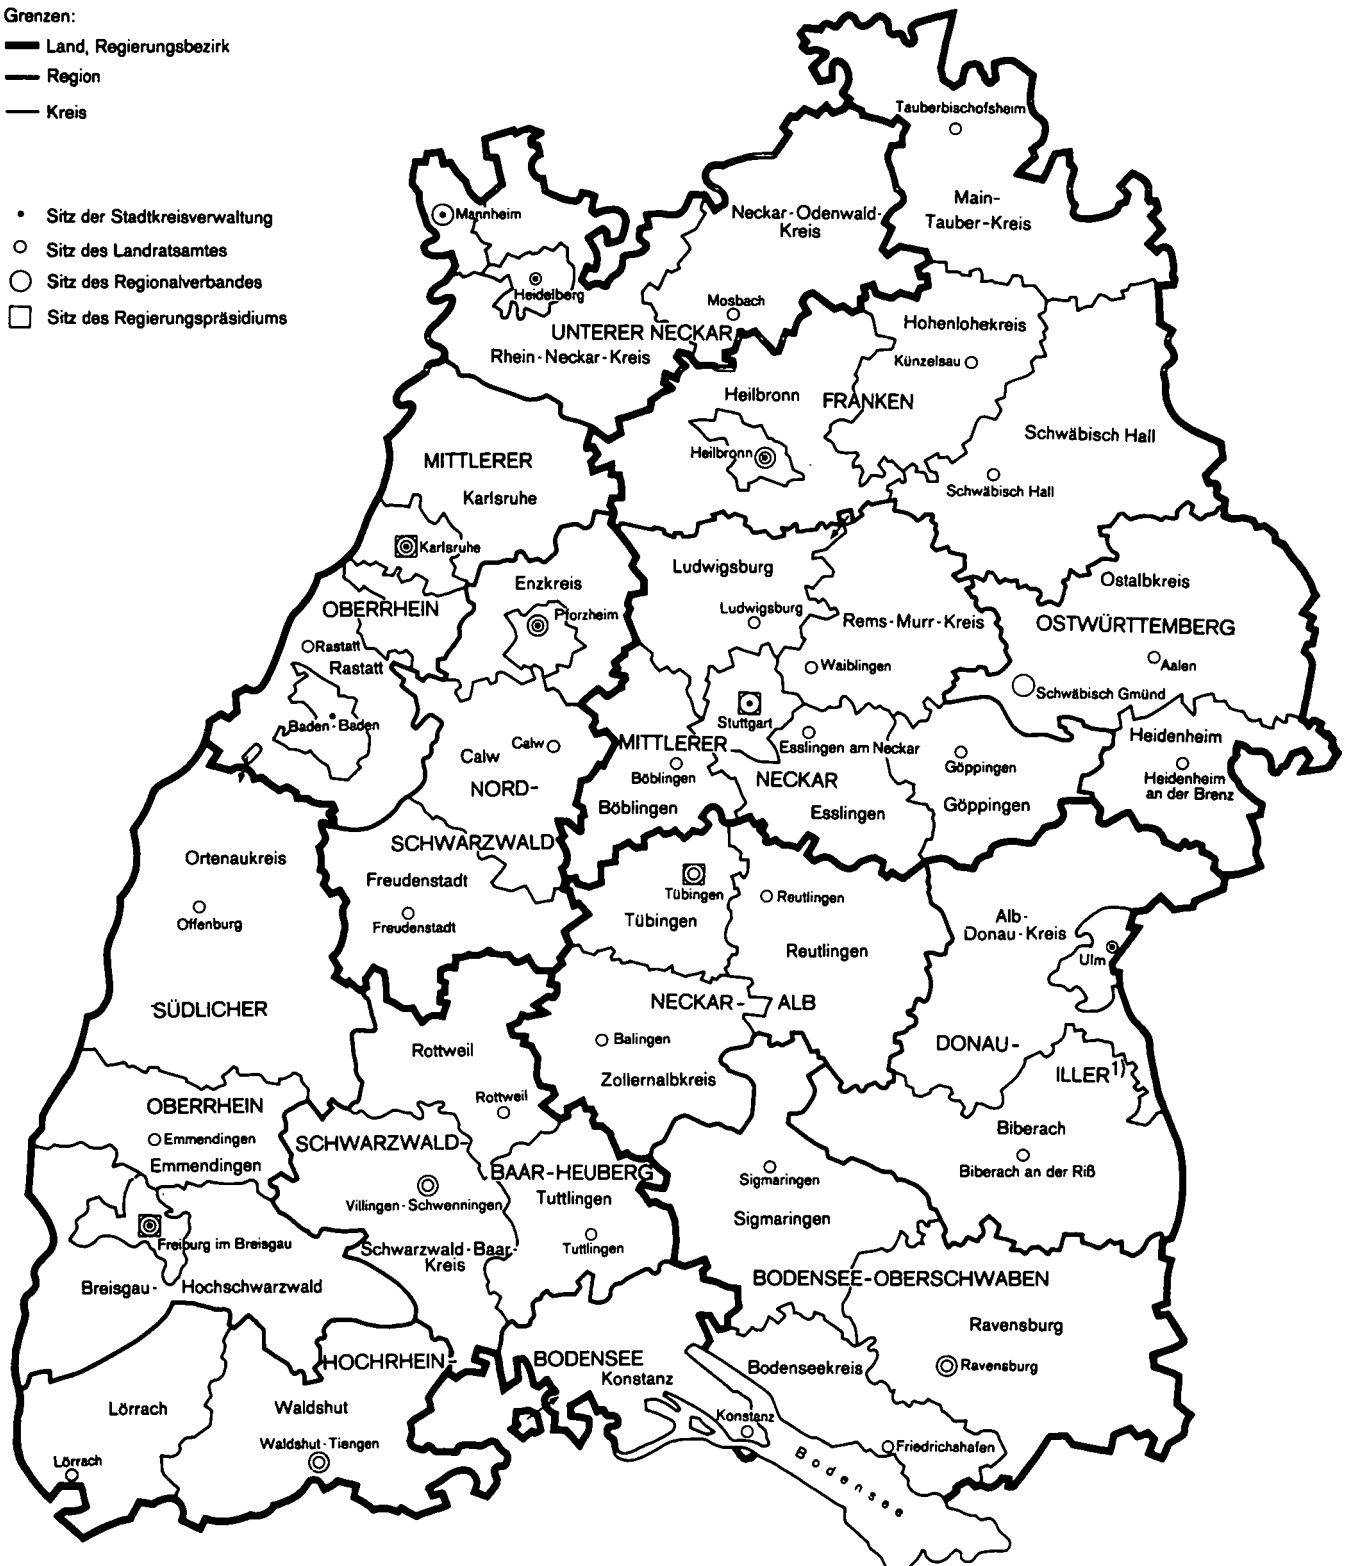 Grenzen:
Land, Regierungsbezirk
Region
Kreis
Sitz der Stadtkreisverwaltung
Sitz des Landratsamtes
Sitz des Regionalverbandes
Sitz des Regierungspräsidiums
Tauberbischofsheim
Main-
Tauber-Kreis
Mannheim
Neckar-Odenwald-
Kreis
Heidelberg
Mosbach
UNTERER NECKAR
Rhein-Neckar-Kreis
Hohenlohekreis
Künzelsau
Heilbronn
FRANKEN
Schwäbisch Hall
Heilbronn
Schwäbisch Hall
MITTLERER
Karlsruhe
Karlsruhe
Ludwigsburg
Enzkreis
Ostalbkreis
OBERRHEIN
Pforzheim
Ludwigsburg
Rems-Murr-Kreis
OSTWÜRTTEMBERG
Rastatt
Rastatt
Waiblingen
Aalen
Schwäbisch Gmünd
Baden-Baden
Stuttgart
Calw
Calw
MITTLERER
Esslingen am Neckar
Heidenheim
Göppingen
Böblingen
NECKAR
Heidenheim
an der Brenz
NORD-
Böblingen
Esslingen
Göppingen
SCHWARZWALD
Ortenaukreis
Freudenstadt
Tübingen
Reutlingen
Offenburg
Freudenstadt
Tübingen
Alb-
Donau-Kreis
Reutlingen
Ulm
SÜDLICHER
NECKAR-ALB
Rottweil
Balingen
DONAU-
ILLER1)
Zollernalbkreis
Rottweil
OBERRHEIN
Emmendingen
Emmendingen
SCHWARZWALD-
Biberach
BAAR-HEUBERG
Biberach an der Riß
Tuttlingen
Sigmaringen
Villingen-Schwenningen
Sigmaringen
Freiburg im Breisgau
Schwarzwald-Baar-
Kreis
Tuttlingen
Breisgau-Hochschwarzwald
BODENSEE-OBERSCHWABEN
Ravensburg
HOCHRHEIN-
BODENSEE
Konstanz
Bodenseekreis
Ravensburg
Lörrach
Waldshut
Konstanz
Waldshut-Tiengen
Friedrichshafen
Lörrach
Bodensee